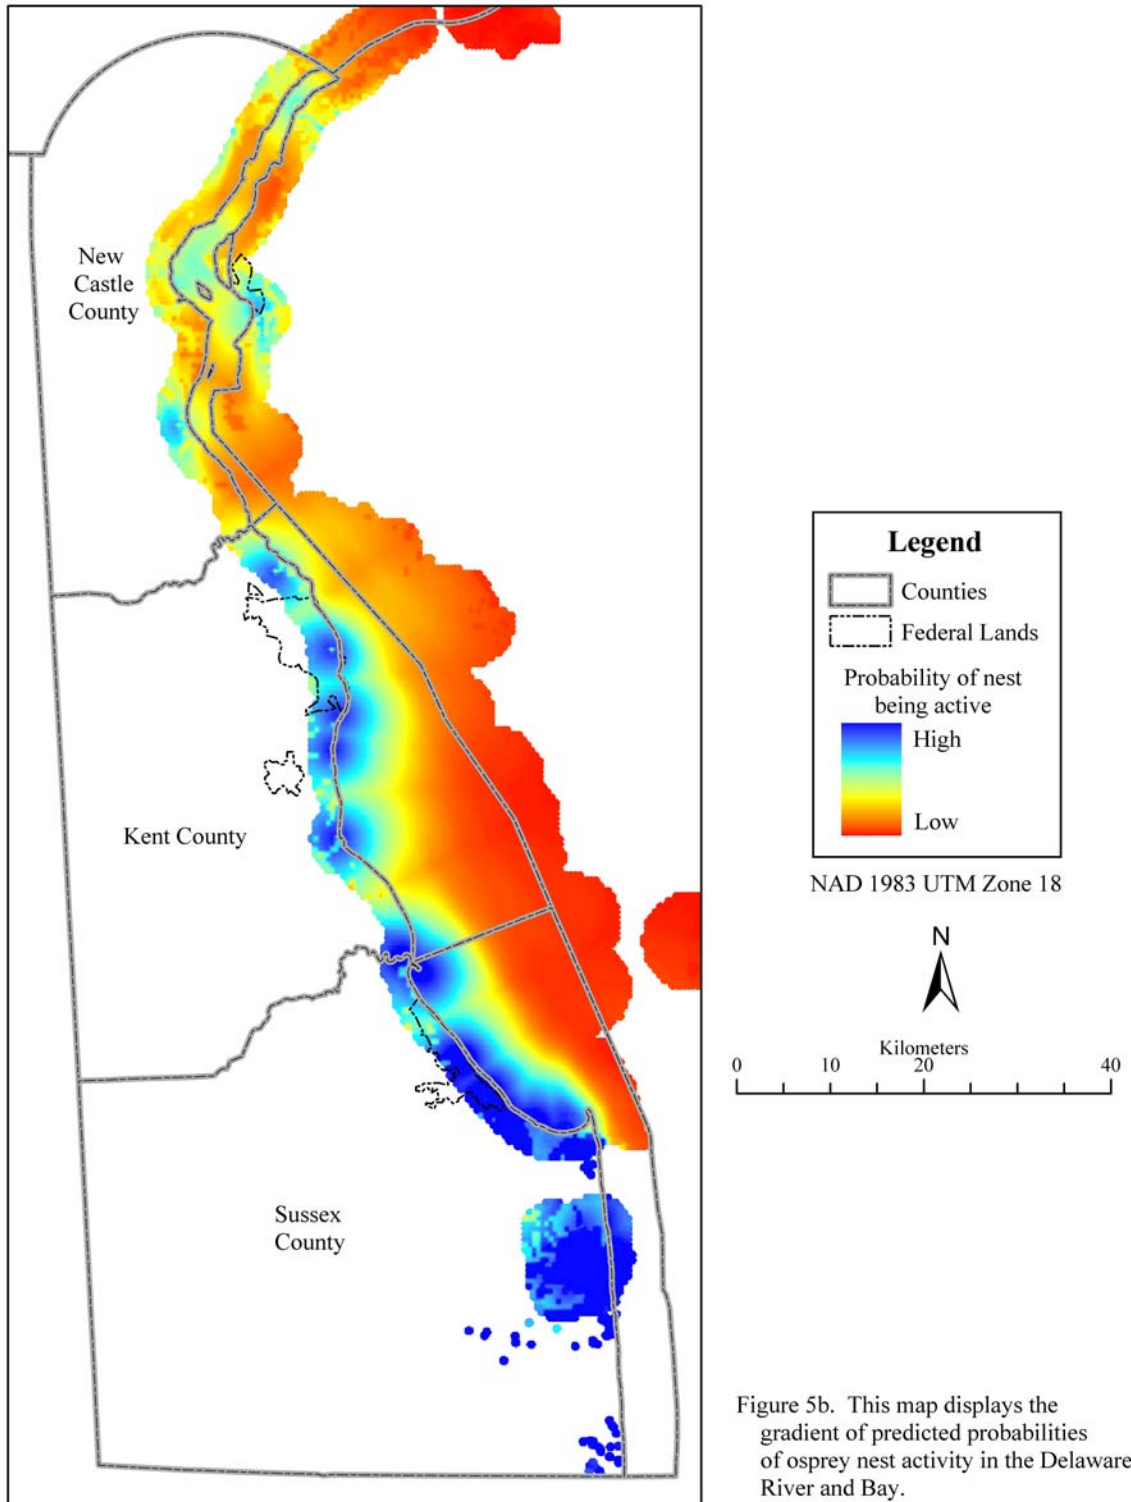 New
Castle
County
Kent County
Sussex
County
Legend
Counties
Federal Lands
Probability of nest
being active
High
Low
NAD 1983 UTM Zone 18
N
Kilometers
0 10 20 40
Figure 5b. This map displays the
gradient of predicted probabilities
of osprey nest activity in the Delaware
River and Bay.